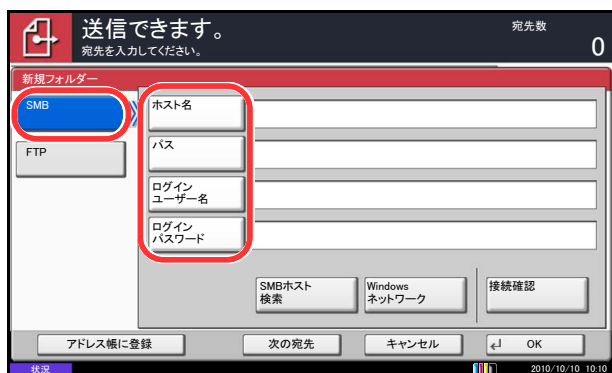 送信できます。
宛先を入力してください。
宛先数
0
新規フォルダー
SMB
FTP
ホスト名
パス
ログイン
ユーザー名
ログイン
パスワード
SMBホスト
検索
Windows
ネットワーク
接続確認
アドレス帳に登録
次の宛先
キャンセル
OK
状況
2010/10/10 10:10